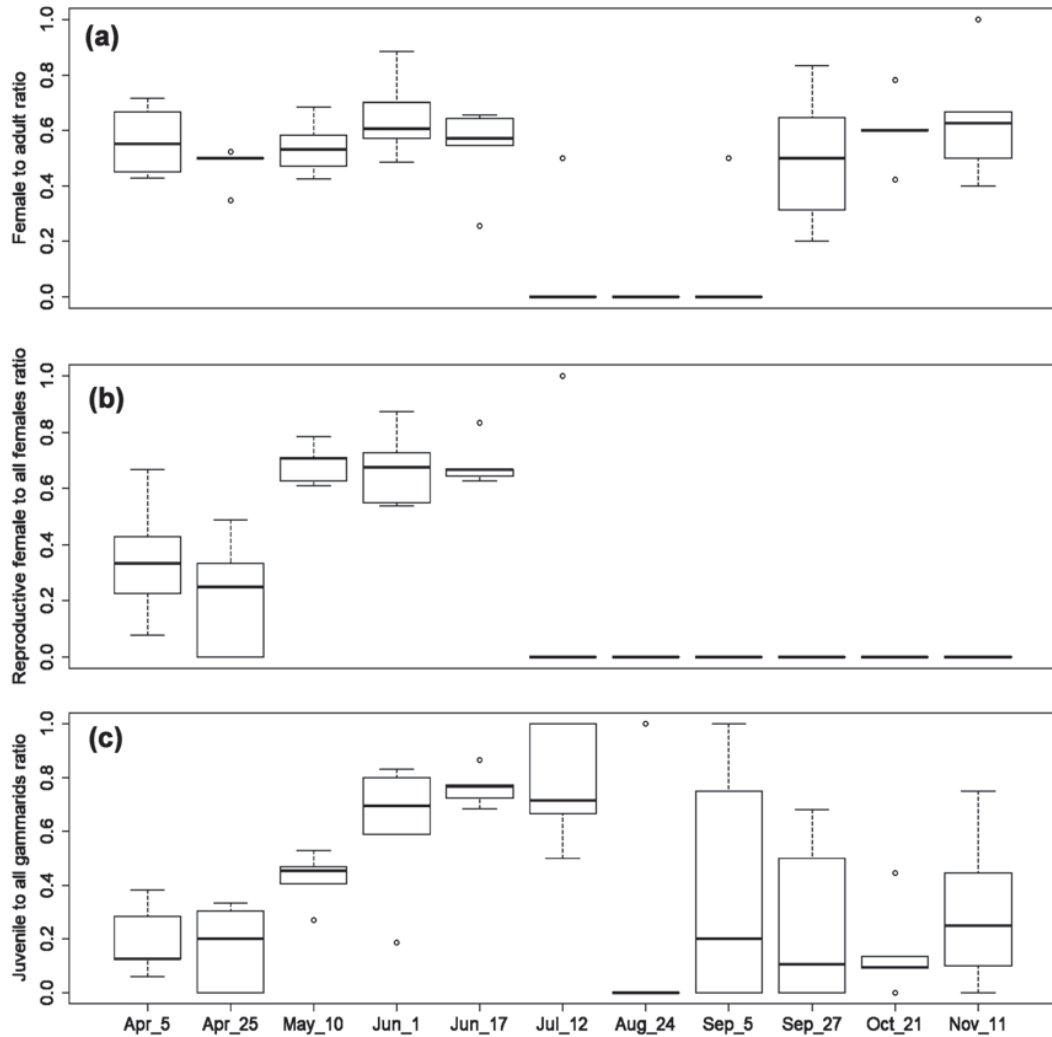 (a)
Female to adult ratio
1.0
0.8
0.6
0.4
0.2
0.0
(b)
Reproductive female to all females ratio
1.0
0.8
0.6
0.4
0.2
0.0
(c)
Juvenile to all gammarids ratio
1.0
0.8
0.6
0.4
0.2
0.0
Apr_5 Apr_25 May_10 Jun_1 Jun_17 Jul_12 Aug_24 Sep_5 Sep_27 Oct_21 Nov_11